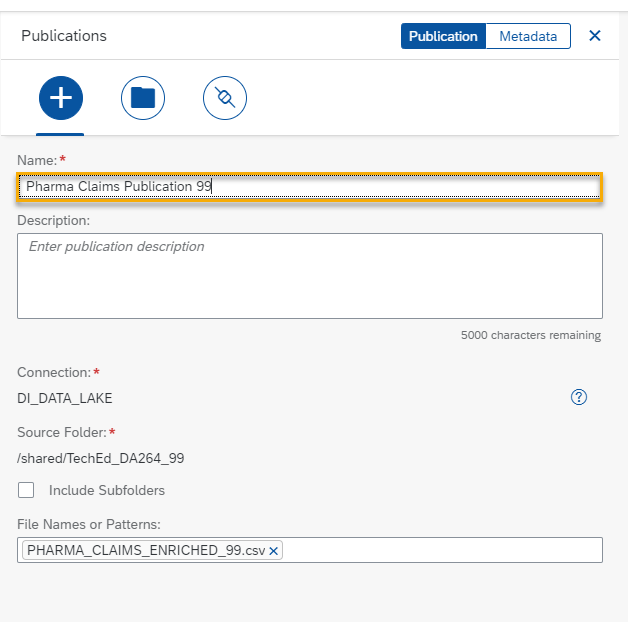 Publications
Publication Metadata
Name:*
Pharma Claims Publication 99
Description:
Enter publication description
5000 characters remaining
Connection:*
DI_DATA_LAKE
Source Folder:*
/shared/TechEd_DA264_99
Include Subfolders
File Names or Patterns:
PHARMA_CLAIMS_ENRICHED_99.csv